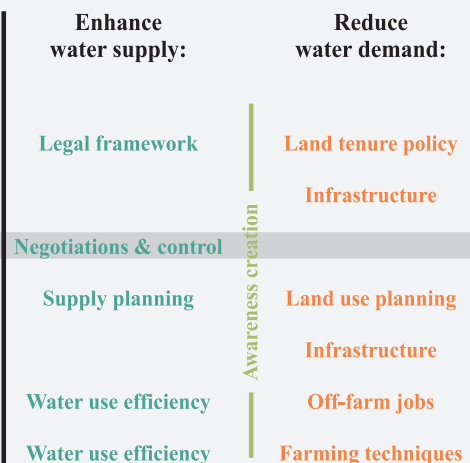 Enhance
water supply:
Reduce
water demand:
Legal framework
Land tenure policy
Infrastructure
Negotiations & control
Awareness creation
Supply planning
Land use planning
Infrastructure
Water use efficiency
Off-farm jobs
Water use efficiency
Farming techniques